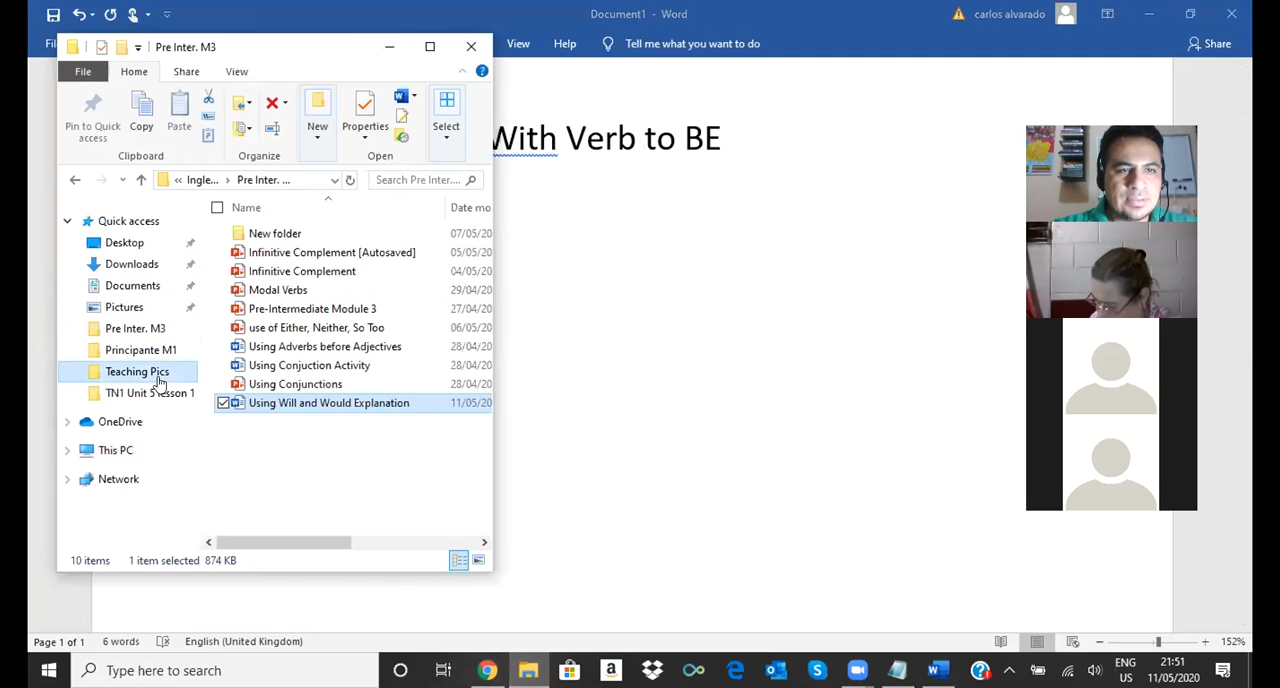 Document1 - Word
carlos alvarado
View
Help
Tell me what you want to do
Share
Pre Inter. M3
File
Home
Share
View
Pin to Quick access
Copy
Paste
New
Properties
Select
Clipboard
Organize
Open
« Ingle... › Pre Inter. ...
Search Pre Inter....
With Verb to BE
Name
Date mo
Quick access
Desktop
Downloads
Documents
Pictures
Pre Inter. M3
Principante M1
Teaching Pics
TN1 Unit 5 lesson 1
OneDrive
This PC
Network
New folder 07/05/20
Infinitive Complement [Autosaved] 05/05/20
Infinitive Complement 04/05/20
Modal Verbs 29/04/20
Pre-Intermediate Module 3 27/04/20
use of Either, Neither, So Too 06/05/20
Using Adverbs before Adjectives 28/04/20
Using Conjuction Activity 28/04/20
Using Conjunctions 28/04/20
Using Will and Would Explanation 11/05/20
10 items 1 item selected 874 KB
Page 1 of 1 6 words English (United Kingdom) 152%
Type here to search
ENG
US
21:51
11/05/2020